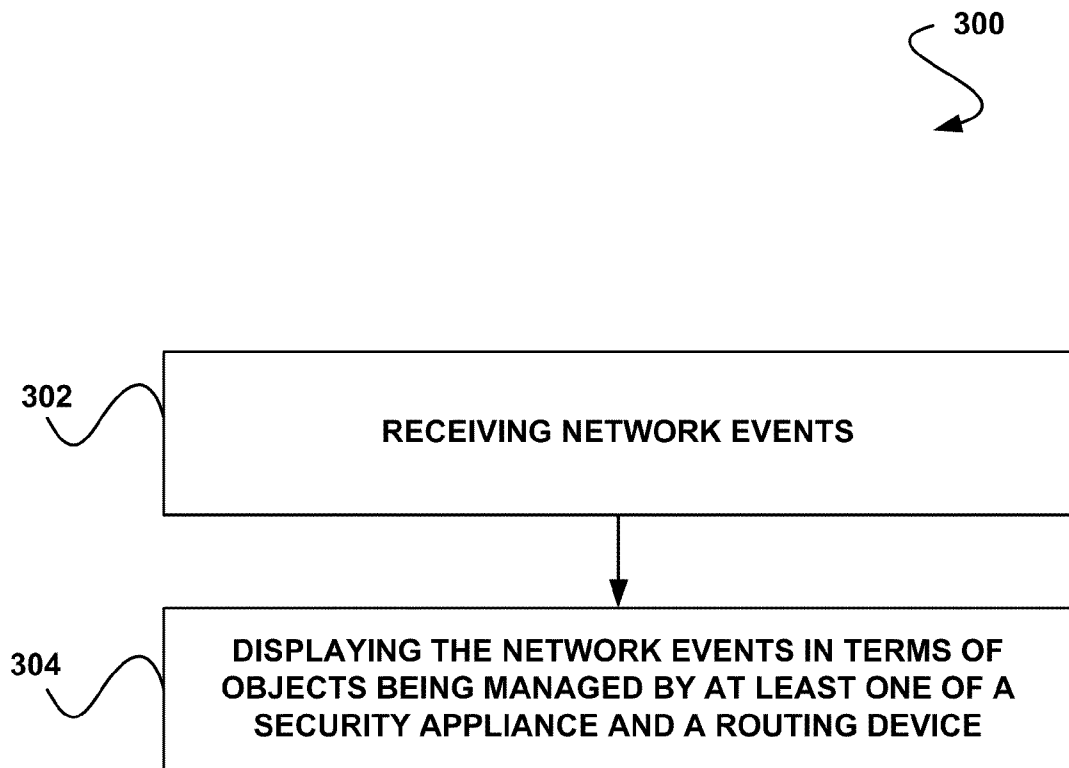 300
302
RECEIVING NETWORK EVENTS
304
DISPLAYING THE NETWORK EVENTS IN TERMS OF
OBJECTS BEING MANAGED BY AT LEAST ONE OF A
SECURITY APPLIANCE AND A ROUTING DEVICE